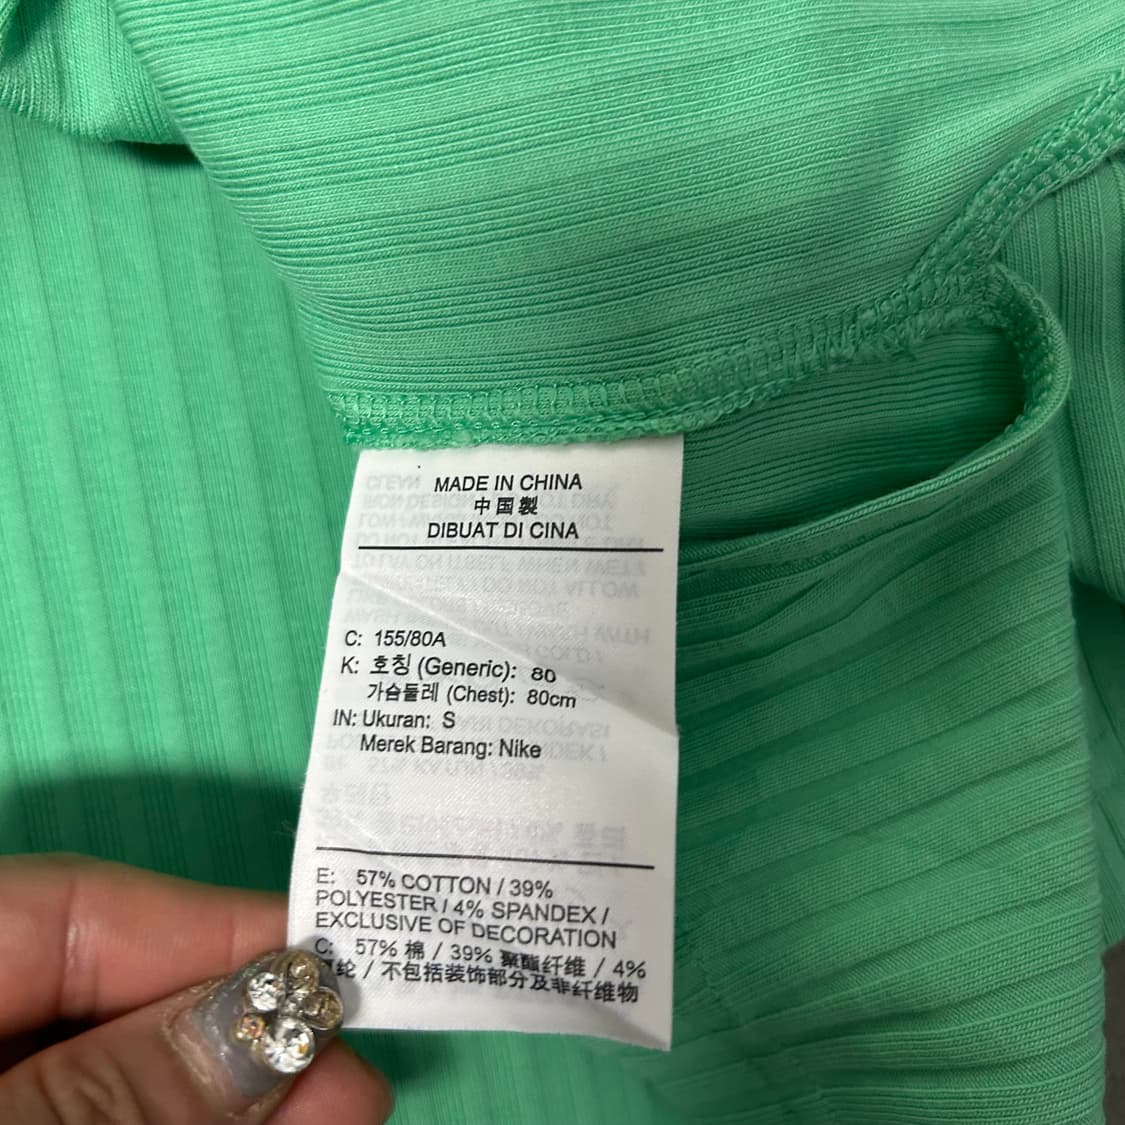 MADE IN CHINA
中国製
DIBUAT DI CINA
C: 155/80A
K: 호칭 (Generic): 80
가슴둘레 (Chest): 80cm
IN: Ukuran: S
Merek Barang: Nike
E: 57% COTTON / 39%
POLYESTER / 4% SPANDEX /
EXCLUSIVE OF DECORATION
C: 57% 棉 / 39% 聚酯纤维 / 4%
纶 / 不包括装饰部分及非纤维物